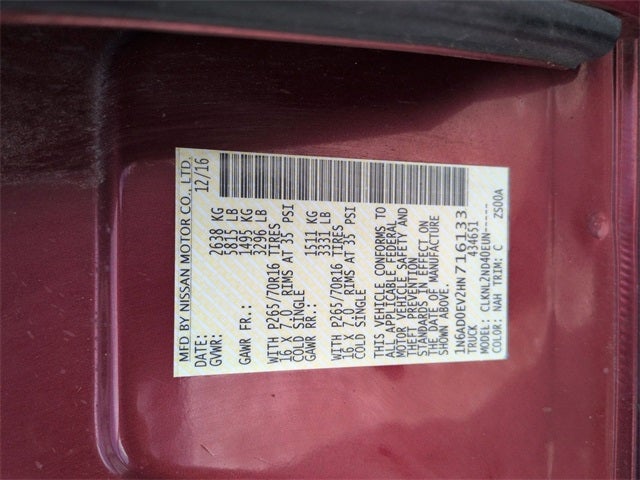 MFD BY NISSAN MOTOR CO., LTD.
DATE: 12/16
GVWR: 2638 KG
5815 LB
GAWR FR.: 1495 KG
3296 LB
WITH P265/70R16 TIRES
16 X 7.0 RIMS AT 35 PSI
COLD SINGLE
GAWR RR.: 1511 KG
3331 LB
WITH P265/70R16 TIRES
16 X 7.0 RIMS AT 35 PSI
COLD SINGLE
THIS VEHICLE CONFORMS TO
ALL APPLICABLE FEDERAL
MOTOR VEHICLE SAFETY AND
THEFT PREVENTION
STANDARDS IN EFFECT ON
THE DATE OF MANUFACTURE
SHOWN ABOVE.
1N6AD0EV2HN716133
TRUCK 434651
MODEL: CLKNLZND40EUN-----
COLOR: NAH TRIM: C ZS00A